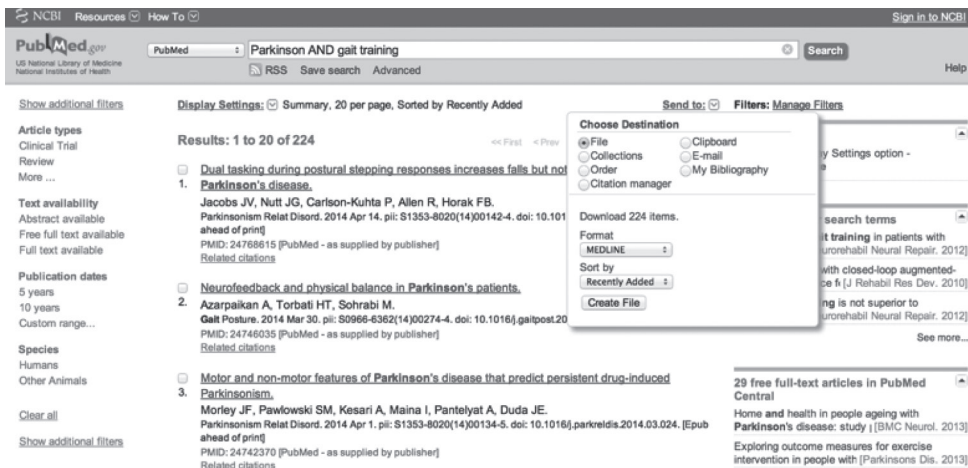 NCBI Resources How To Sign in to NCBI
PubMed.gov
US National Library of Medicine
National Institutes of Health
PubMed
Parkinson AND gait training
Search
RSS Save search Advanced
Help
Show additional filters
Article types
Clinical Trial
Review
More ...
Text availability
Abstract available
Free full text available
Full text available
Publication dates
5 years
10 years
Custom range...
Species
Humans
Other Animals
Clear all
Show additional filters
Display Settings: Summary, 20 per page, Sorted by Recently Added
Send to:
Filters: Manage Filters
Results: 1 to 20 of 224
<< First < Prev
Dual tasking during postural stepping responses increases falls but not
1. Parkinson's disease.
Jacobs JV, Nutt JG, Carlson-Kuhta P, Allen R, Horak FB.
Parkinsonism Relat Disord. 2014 Apr 14. pii: S1353-8020(14)00142-4. doi: 10.101
ahead of print]
PMID: 24768615 [PubMed - as supplied by publisher]
Related citations
Neurofeedback and physical balance in Parkinson's patients.
2. Azarpaikan A, Torbati HT, Sohrabi M.
Gait Posture. 2014 Mar 30. pii: S0966-6362(14)00274-4. doi: 10.1016/j.gaitpost.20
PMID: 24746035 [PubMed - as supplied by publisher]
Related citations
Motor and non-motor features of Parkinson's disease that predict persistent drug-induced
3. Parkinsonism.
Morley JF, Pawlowski SM, Kesari A, Maina I, Pantelyat A, Duda JE.
Parkinsonism Relat Disord. 2014 Apr 1. pii: S1353-8020(14)00134-5. doi: 10.1016/j.parkreldis.2014.03.024. [Epub
ahead of print]
PMID: 24742370 [PubMed - as supplied by publisher]
Related citations
Choose Destination
File Clipboard
Collections E-mail
Order My Bibliography
Citation manager
Download 224 items.
Format
MEDLINE
Sort by
Recently Added
Create File
y Settings option -
search terms
it training in patients with
urorehabil Neural Repair. 2012]
with closed-loop augmented-
[J Rehabil Res Dev. 2010]
ng is not superior to
urorehabil Neural Repair. 2012]
See more...
29 free full-text articles in PubMed
Central
Home and health in people ageing with
Parkinson's disease: study [BMC Neurol. 2013]
Exploring outcome measures for exercise
intervention in people with [Parkinsons Dis. 2013]